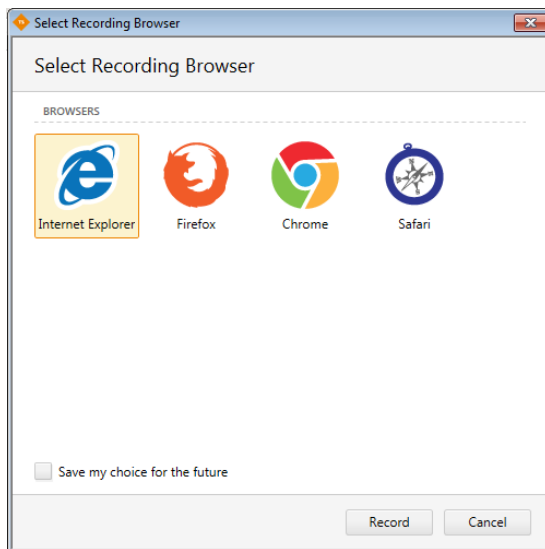 Select Recording Browser
Select Recording Browser
BROWSERS
Internet Explorer Firefox Chrome Safari
Save my choice for the future
Record Cancel